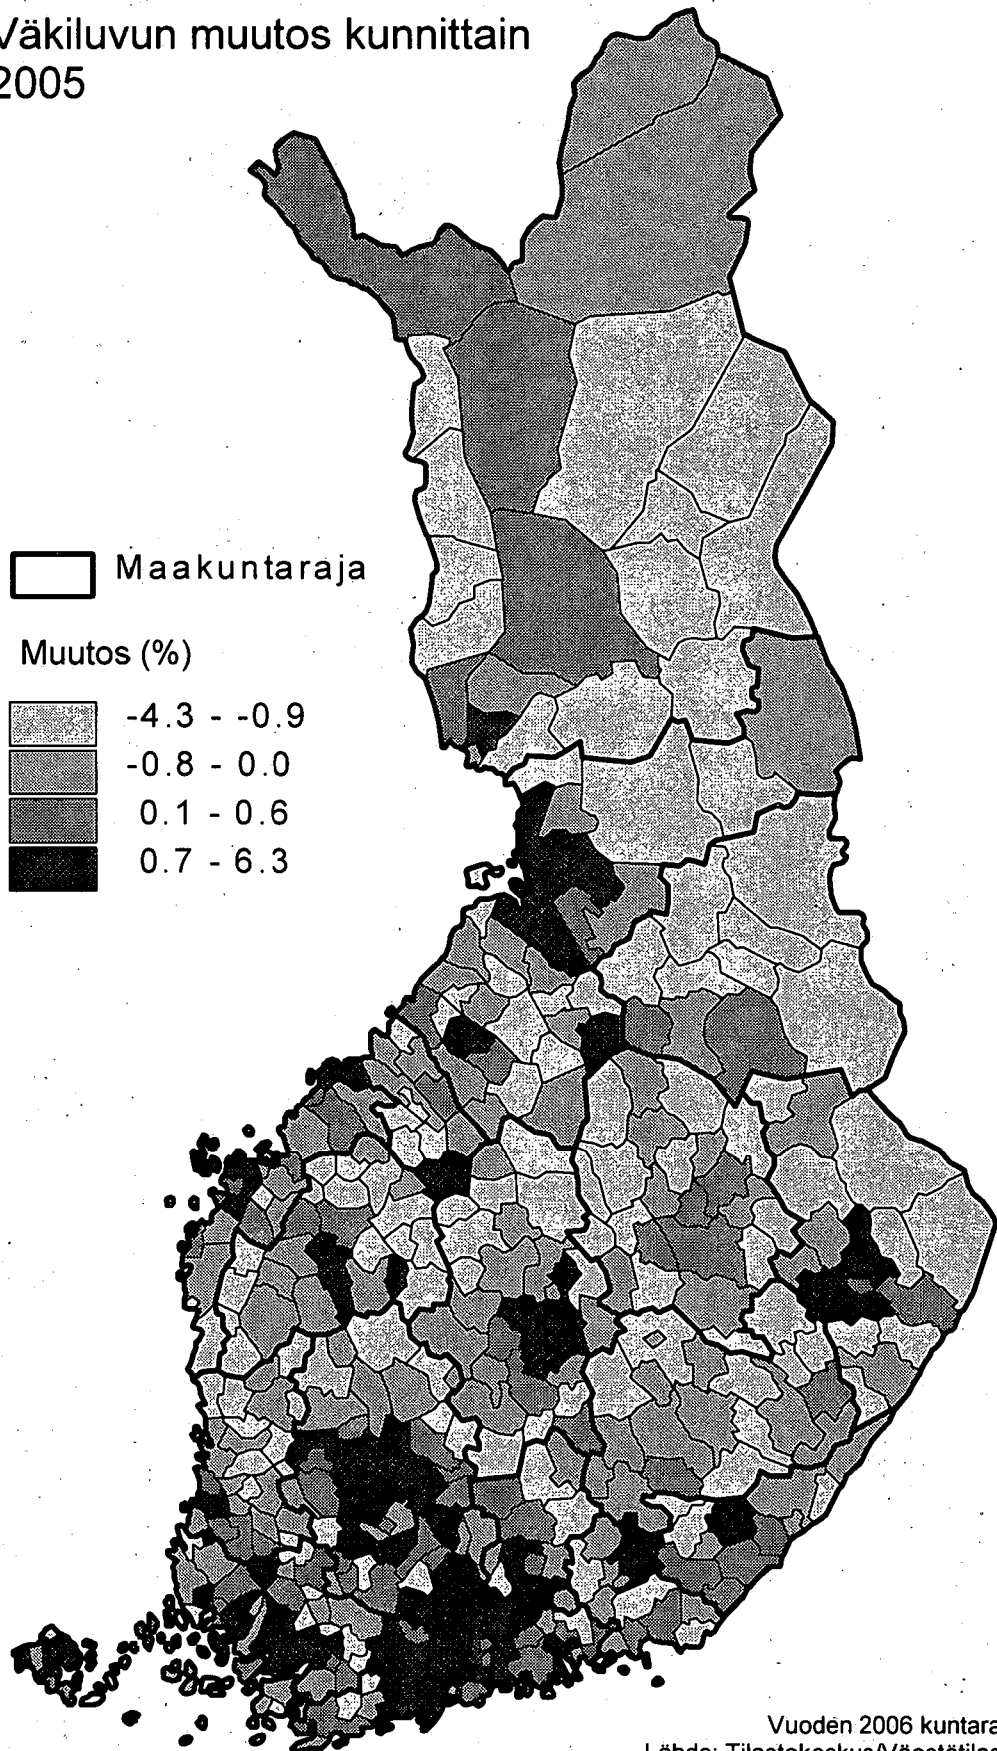 Väkiluvun muutos kunnittain
2005
Maakuntaraja
Muutos (%)
-4.3 - -0.9
-0.8 - 0.0
0.1 - 0.6
0.7 - 6.3
Vuoden 2006
Lähde: